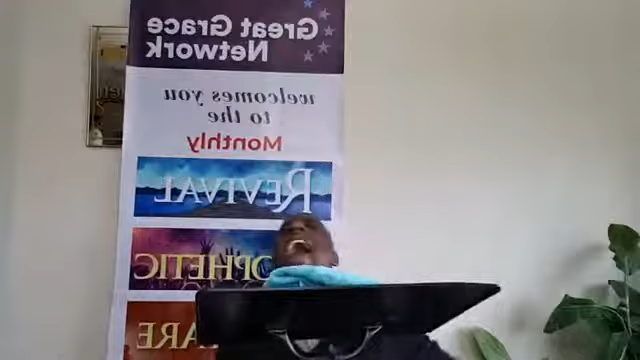 Great Grace
Network
welcomes you
to the
Monthly
REVIVAL